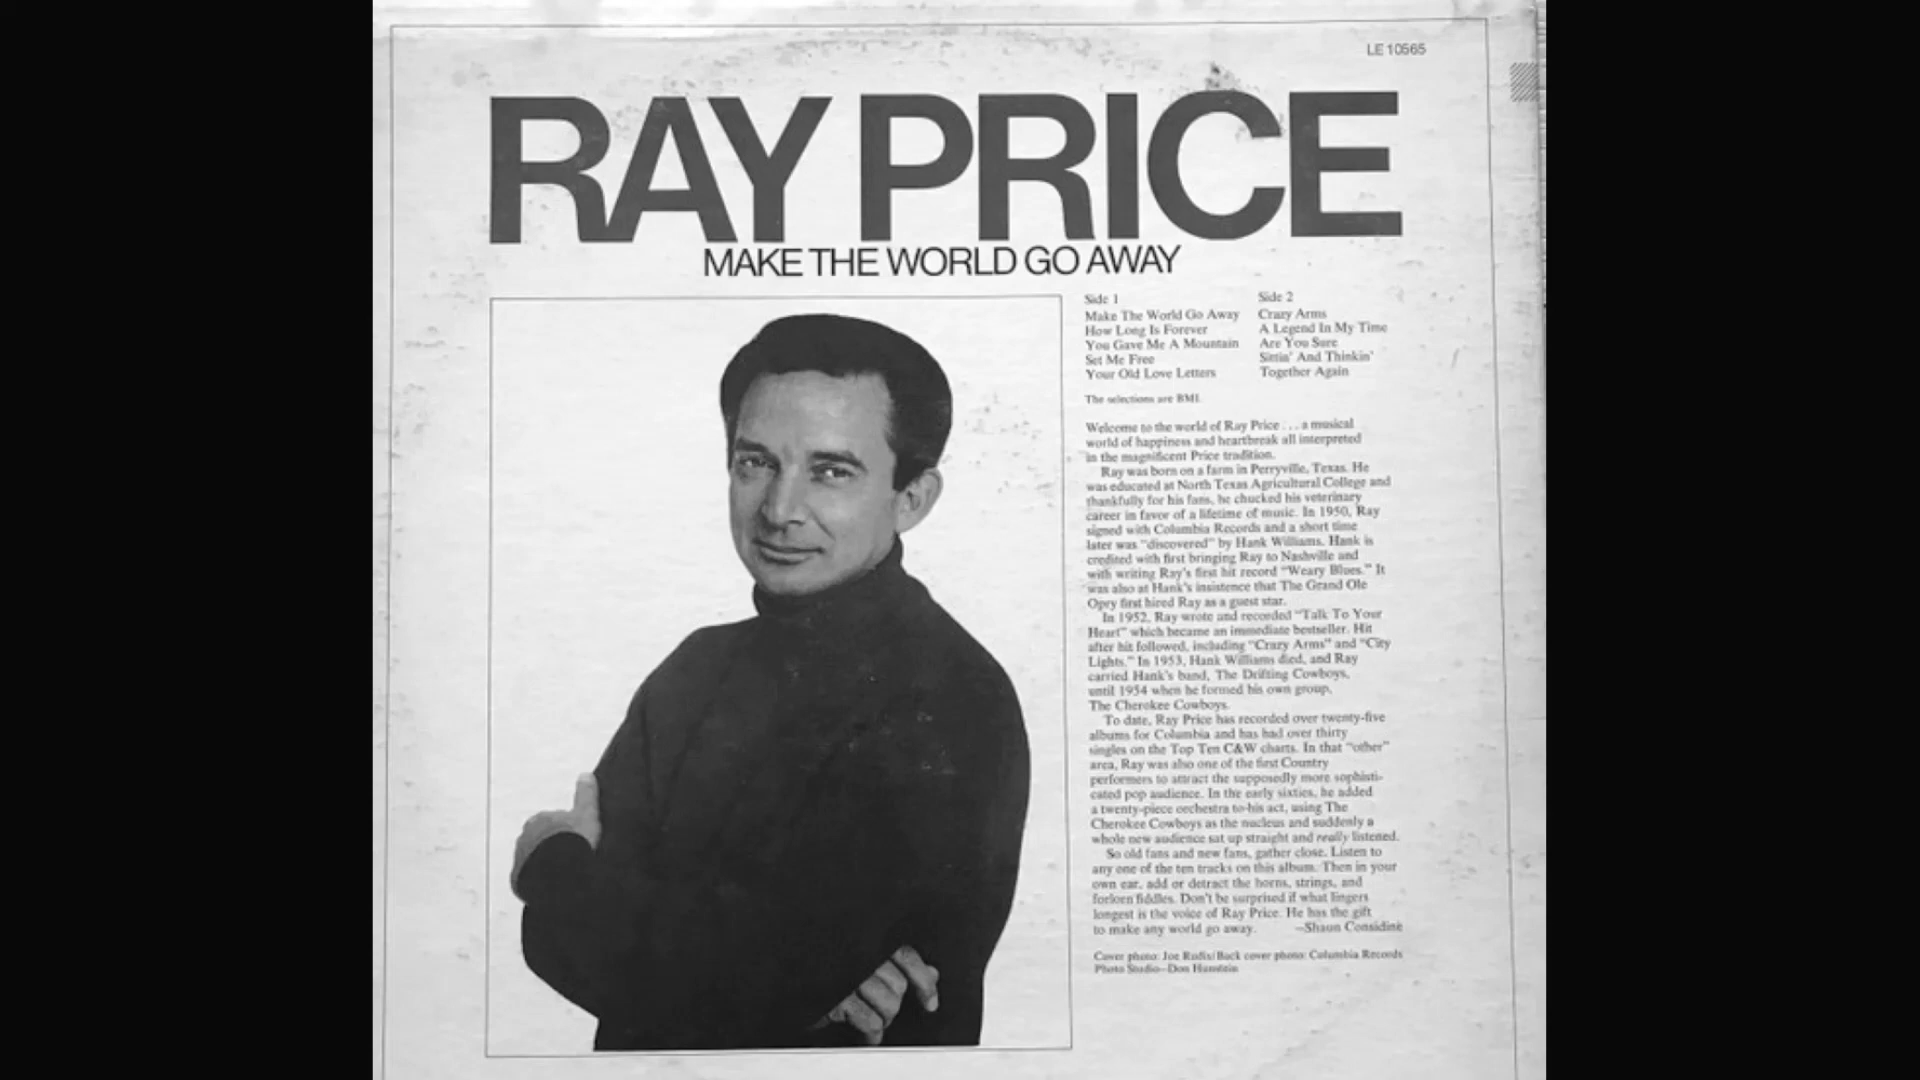 LE 10565
RAY PRICE
MAKE THE WORLD GO AWAY
Side 1
Make The World Go Away
How Long Is Forever
You Gave Me A Mountain
Set Me Free
Your Old Love Letters
Side 2
Crazy Arms
A Legend In My Time
Are You Sure
Sittin' And Thinkin'
Together Again
The selections are BMI.
Welcome to the world of Ray Price . . . a musical
world of happiness and heartbreak all interpreted
in the magnificent Price tradition.
Ray was born on a farm in Perryville, Texas. He
was educated at North Texas Agricultural College and
thankfully for his fans, he chucked his veterinary
career in favor of a lifetime of music. In 1950, Ray
signed with Columbia Records and a short time
later was "discovered" by Hank Williams. Hank is
credited with first bringing Ray to Nashville and
with writing Ray's first hit record "Weary Blues." It
was also at Hank's insistence that The Grand Ole
Opry first hired Ray as a guest star.
In 1952, Ray wrote and recorded "Talk To Your
Heart" which became an immediate bestseller. Hit
after hit followed, including "Crazy Arms" and "City
Lights." In 1953, Hank Williams died, and Ray
carried Hank's band, The Drifting Cowboys,
until 1954 when he formed his own group,
The Cherokee Cowboys.
To date, Ray Price has recorded over twenty-five
albums for Columbia and has had over thirty
singles on the Top Ten C&W charts. In that "other"
area, Ray was also one of the first Country
performers to attract the supposedly more sophisti-
cated pop audience. In the early sixties, he added
a twenty-piece orchestra to his act, using The
Cherokee Cowboys as the nucleus and suddenly a
whole new audience sat up straight and really listened.
So old fans and new fans, gather close. Listen to
any one of the ten tracks on this album. Then in your
own ear, add or detract the horns, strings, and
forlorn fiddles. Don't be surprised if what lingers
longest is the voice of Ray Price. He has the gift
to make any world go away. —Shaun Considine
Cover photo: Joe Back cover photo: Columbia Records
Photo Studio—Don Hunstein